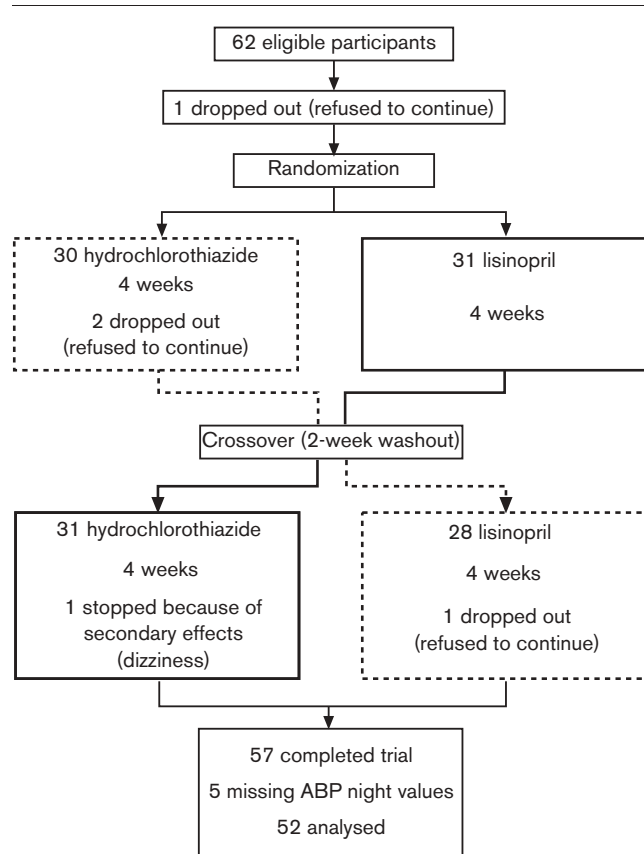 62 eligible participants
1 dropped out (refused to continue)
Randomization
30 hydrochlorothiazide
4 weeks
2 dropped out
(refused to continue)
31 lisinopril
4 weeks
Crossover (2-week washout)
31 hydrochlorothiazide
4 weeks
1 stopped because of
secondary effects
(dizziness)
28 lisinopril
4 weeks
1 dropped out
(refused to continue)
57 completed trial
5 missing ABP night values
52 analysed